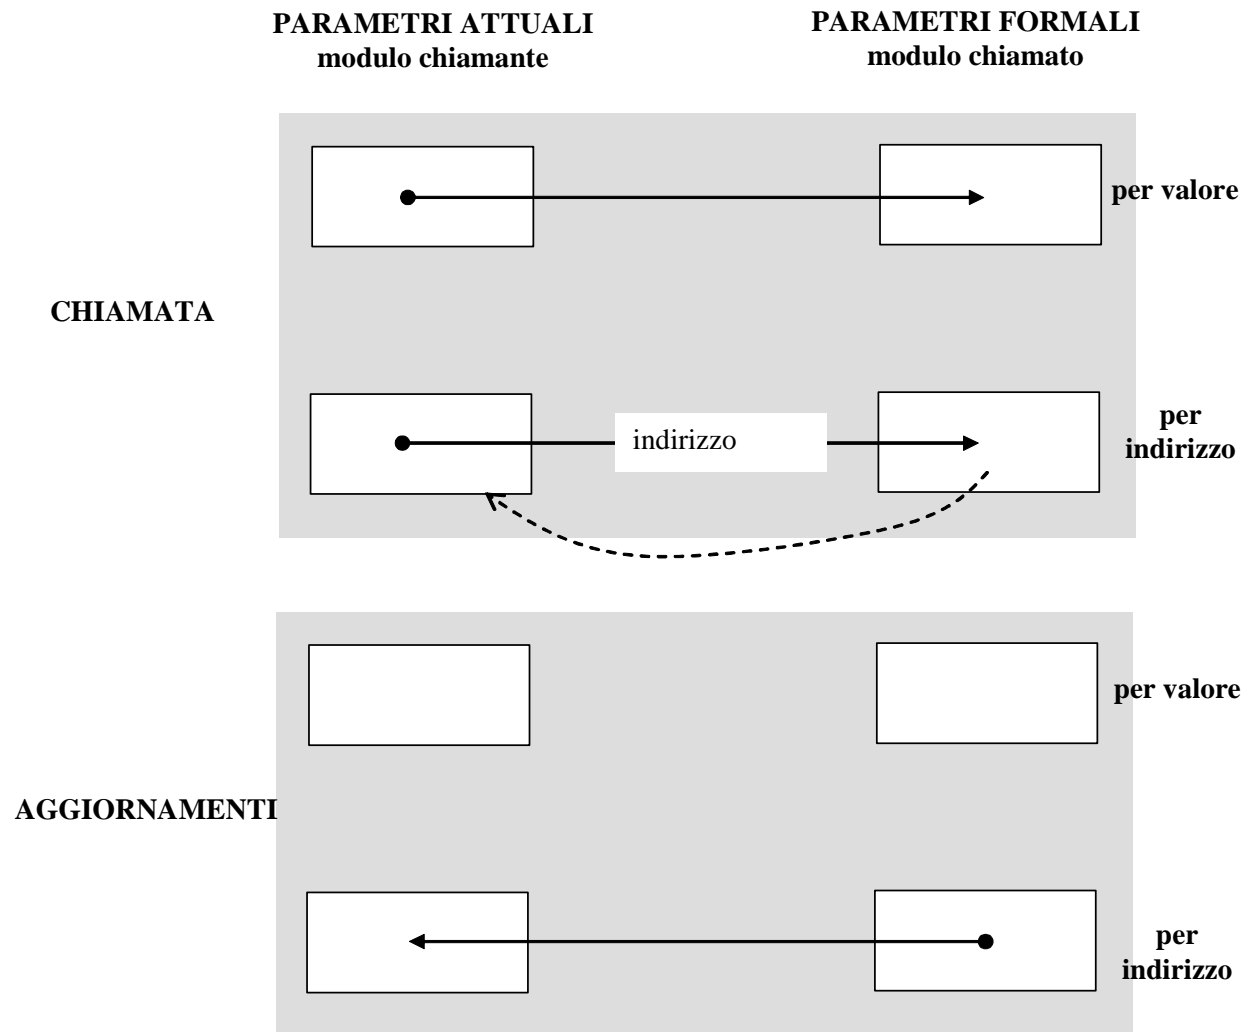 PARAMETRI ATTUALI
modulo chiamante
PARAMETRI FORMALI
modulo chiamato
per valore
CHIAMATA
indirizzo
per
indirizzo
per valore
AGGIORNAMENTI
per
indirizzo